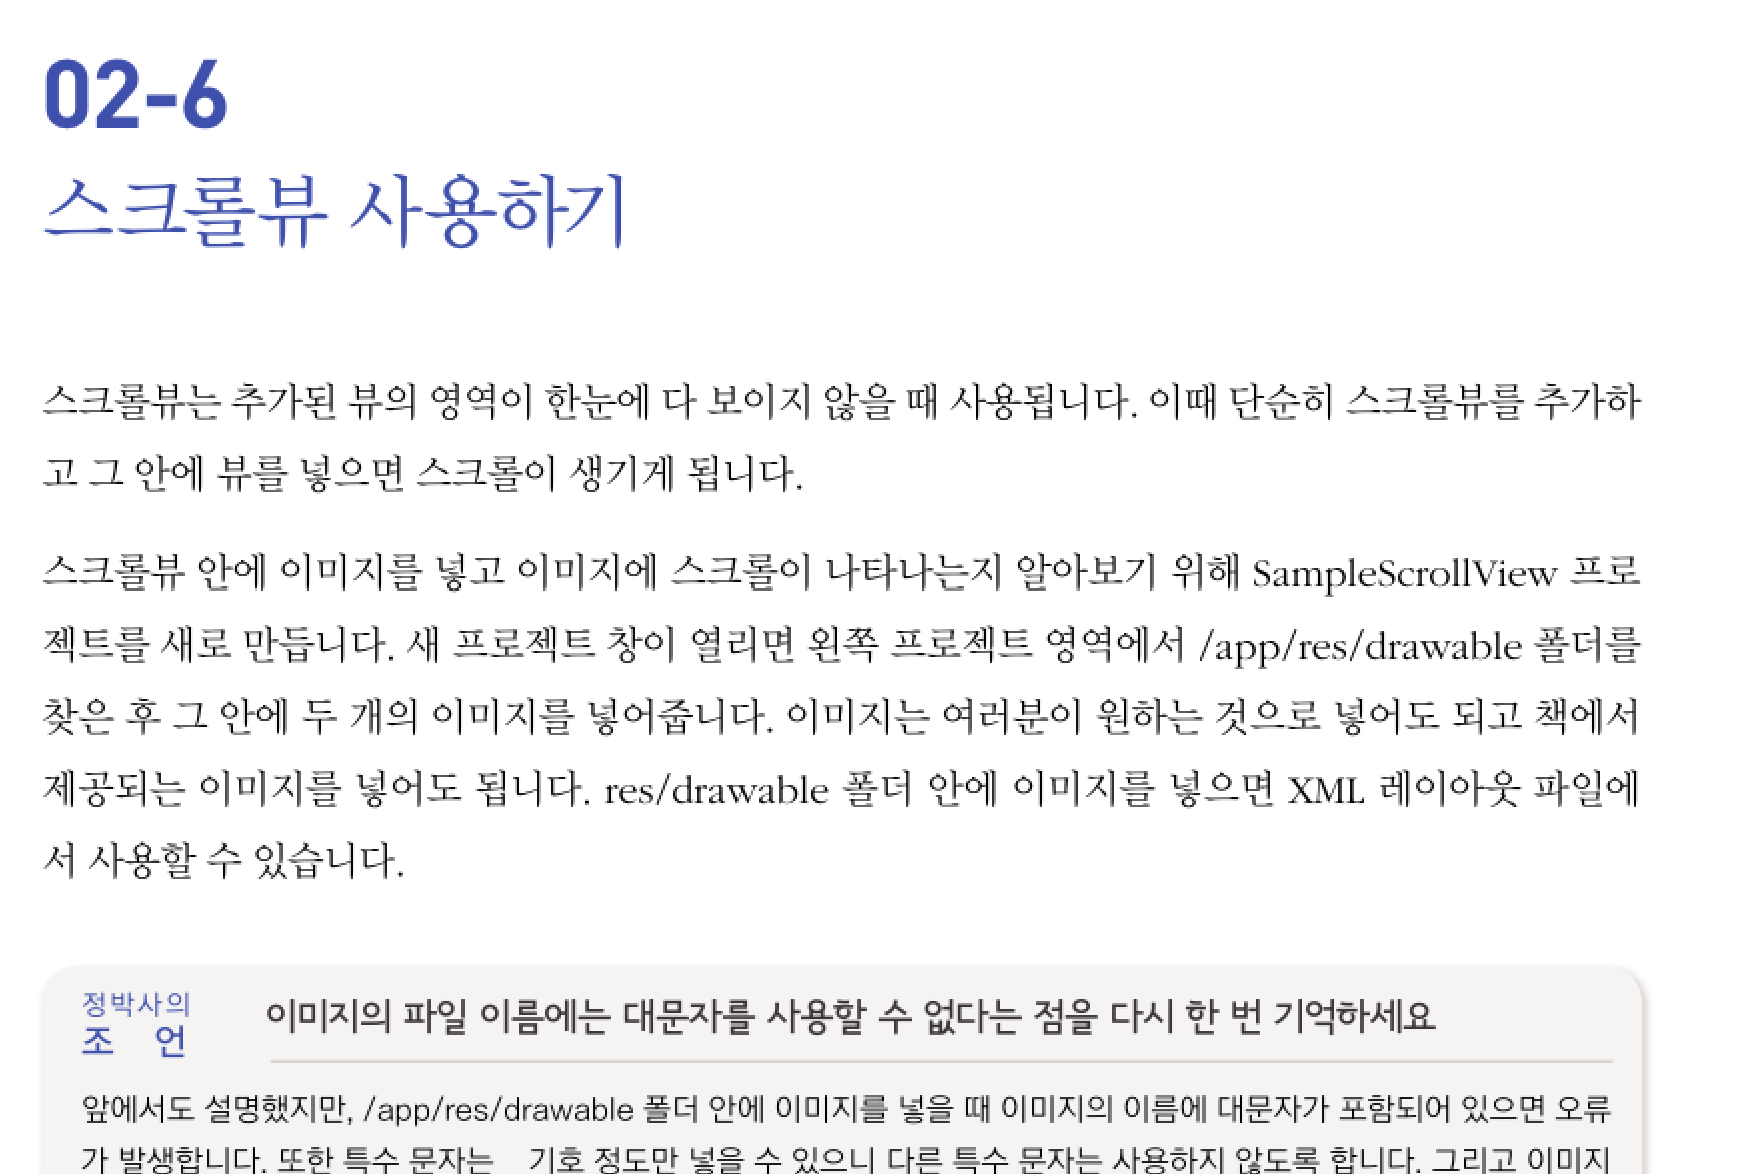 02-6
스크롤뷰 사용하기
스크롤뷰는 추가된 뷰의 영역이 한눈에 다 보이지 않을 때 사용됩니다. 이때 단순히 스크롤뷰를 추가하
고 그 안에 뷰를 넣으면 스크롤이 생기게 됩니다.
스크롤뷰 안에 이미지를 넣고 이미지에 스크롤이 나타나는지 알아보기 위해 SampleScrollView 프로
젝트를 새로 만듭니다. 새 프로젝트 창이 열리면 왼쪽 프로젝트 영역에서 /app/res/drawable 폴더를
찾은 후 그 안에 두 개의 이미지를 넣어줍니다. 이미지는 여러분이 원하는 것으로 넣어도 되고 책에서
제공되는 이미지를 넣어도 됩니다. res/drawable 폴더 안에 이미지를 넣으면 XML 레이아웃 파일에
서 사용할 수 있습니다.
정박사의
조 언
이미지의 파일 이름에는 대문자를 사용할 수 없다는 점을 다시 한 번 기억하세요
앞에서도 설명했지만, /app/res/drawable 폴더 안에 이미지를 넣을 때 이미지의 이름에 대문자가 포함되어 있으면 오류
가 발생합니다. 또한 특수 문자는 기호 정도만 넣을 수 있으니 다른 특수 문자는 사용하지 않도록 합니다. 그리고 이미지